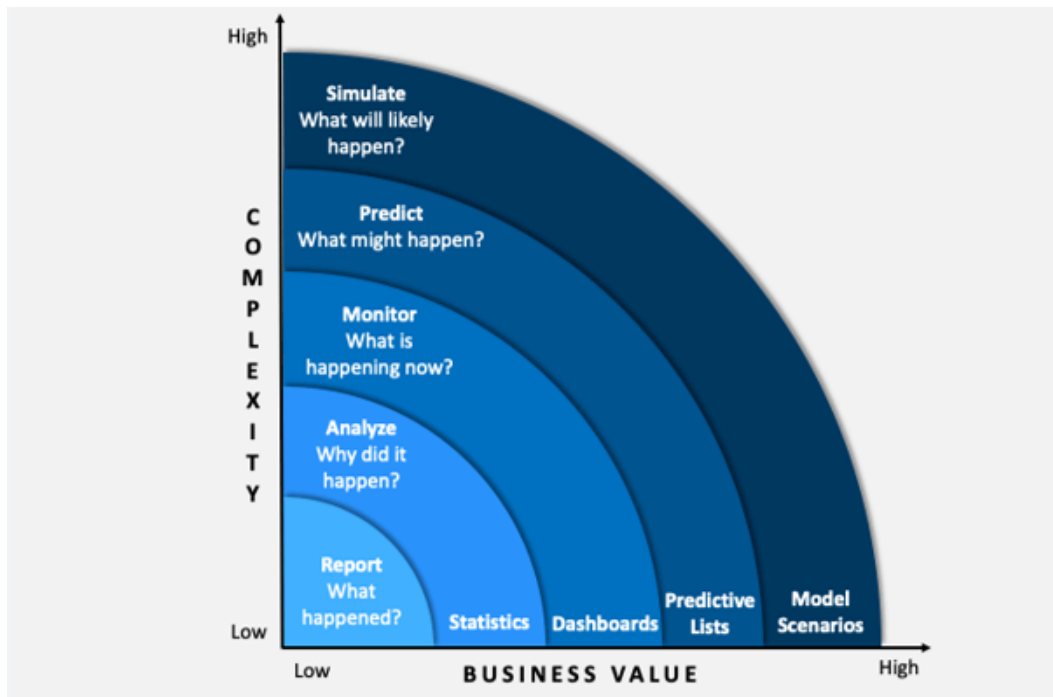 High
Simulate
What will likely
happen?
Predict
What might happen?
Monitor
What is
happening now?
Analyze
Why did it
happen?
Report
What
happened?
Statistics
Dashboards
Predictive
Lists
Model
Scenarios
COMPLEXITY
Low
Low
BUSINESS VALUE
High